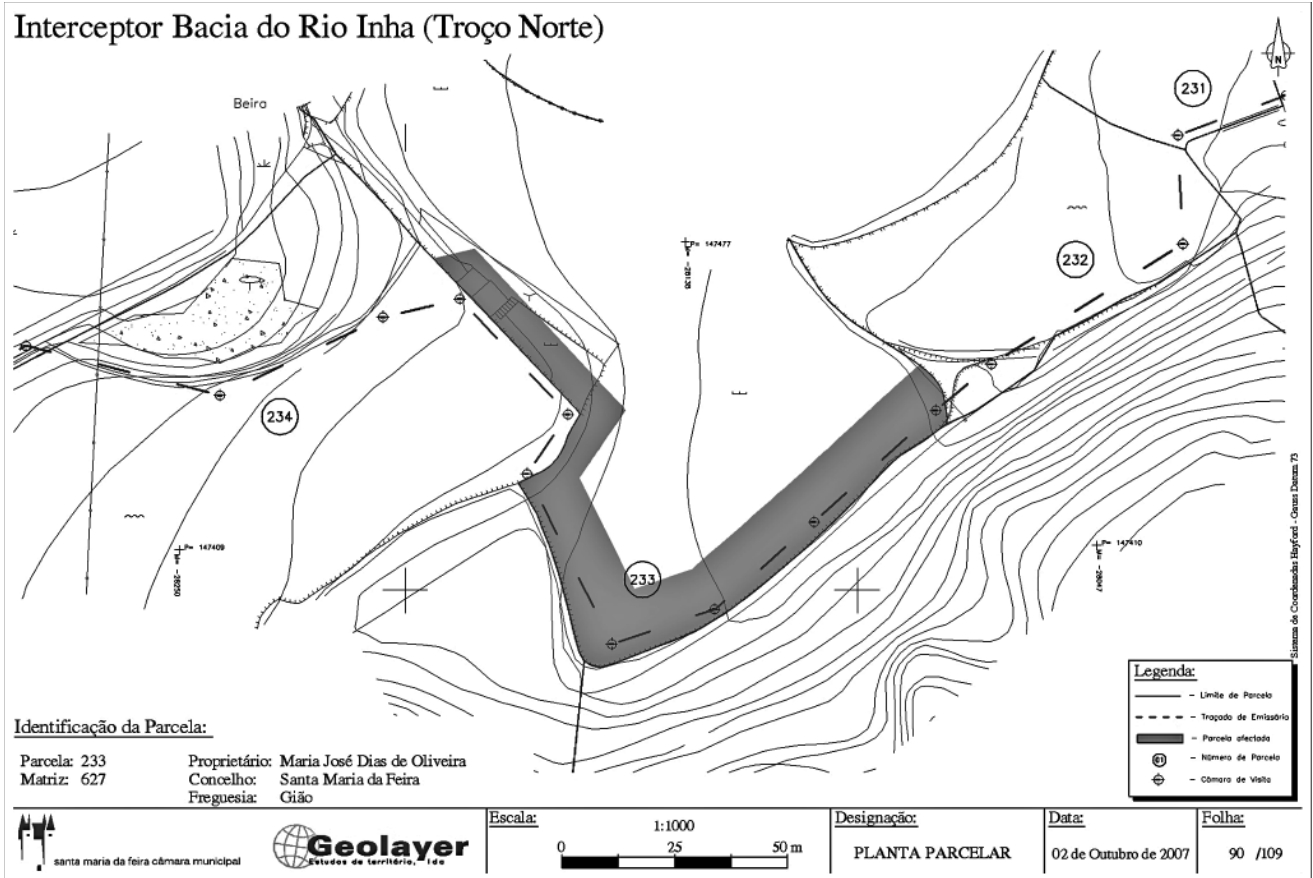 Interceptor Bacia do Rio Inha (Troço Norte)
N
Beira
231
232
P= 147477
M= -28138
234
233
P= 147409
M= -28250
P= 147410
M= -28047
Sistema de Coordenadas Hayford - Gauss Datum 73
Legenda:
- Limite de Parcela
- Traçado de Emissário
- Parcela afectada
61 - Número de Parcela
- Câmara de Visita
Identificação da Parcela:
Parcela: 233 Proprietário: Maria José Dias de Oliveira
Matriz: 627 Concelho: Santa Maria da Feira
Freguesia: Gião
santa maria da feira câmara municipal
Geolayer
Estudos de território, lda
Escala:
1:1000
0 25 50 m
Designação:
PLANTA PARCELAR
Data:
02 de Outubro de 2007
Folha:
90 /109